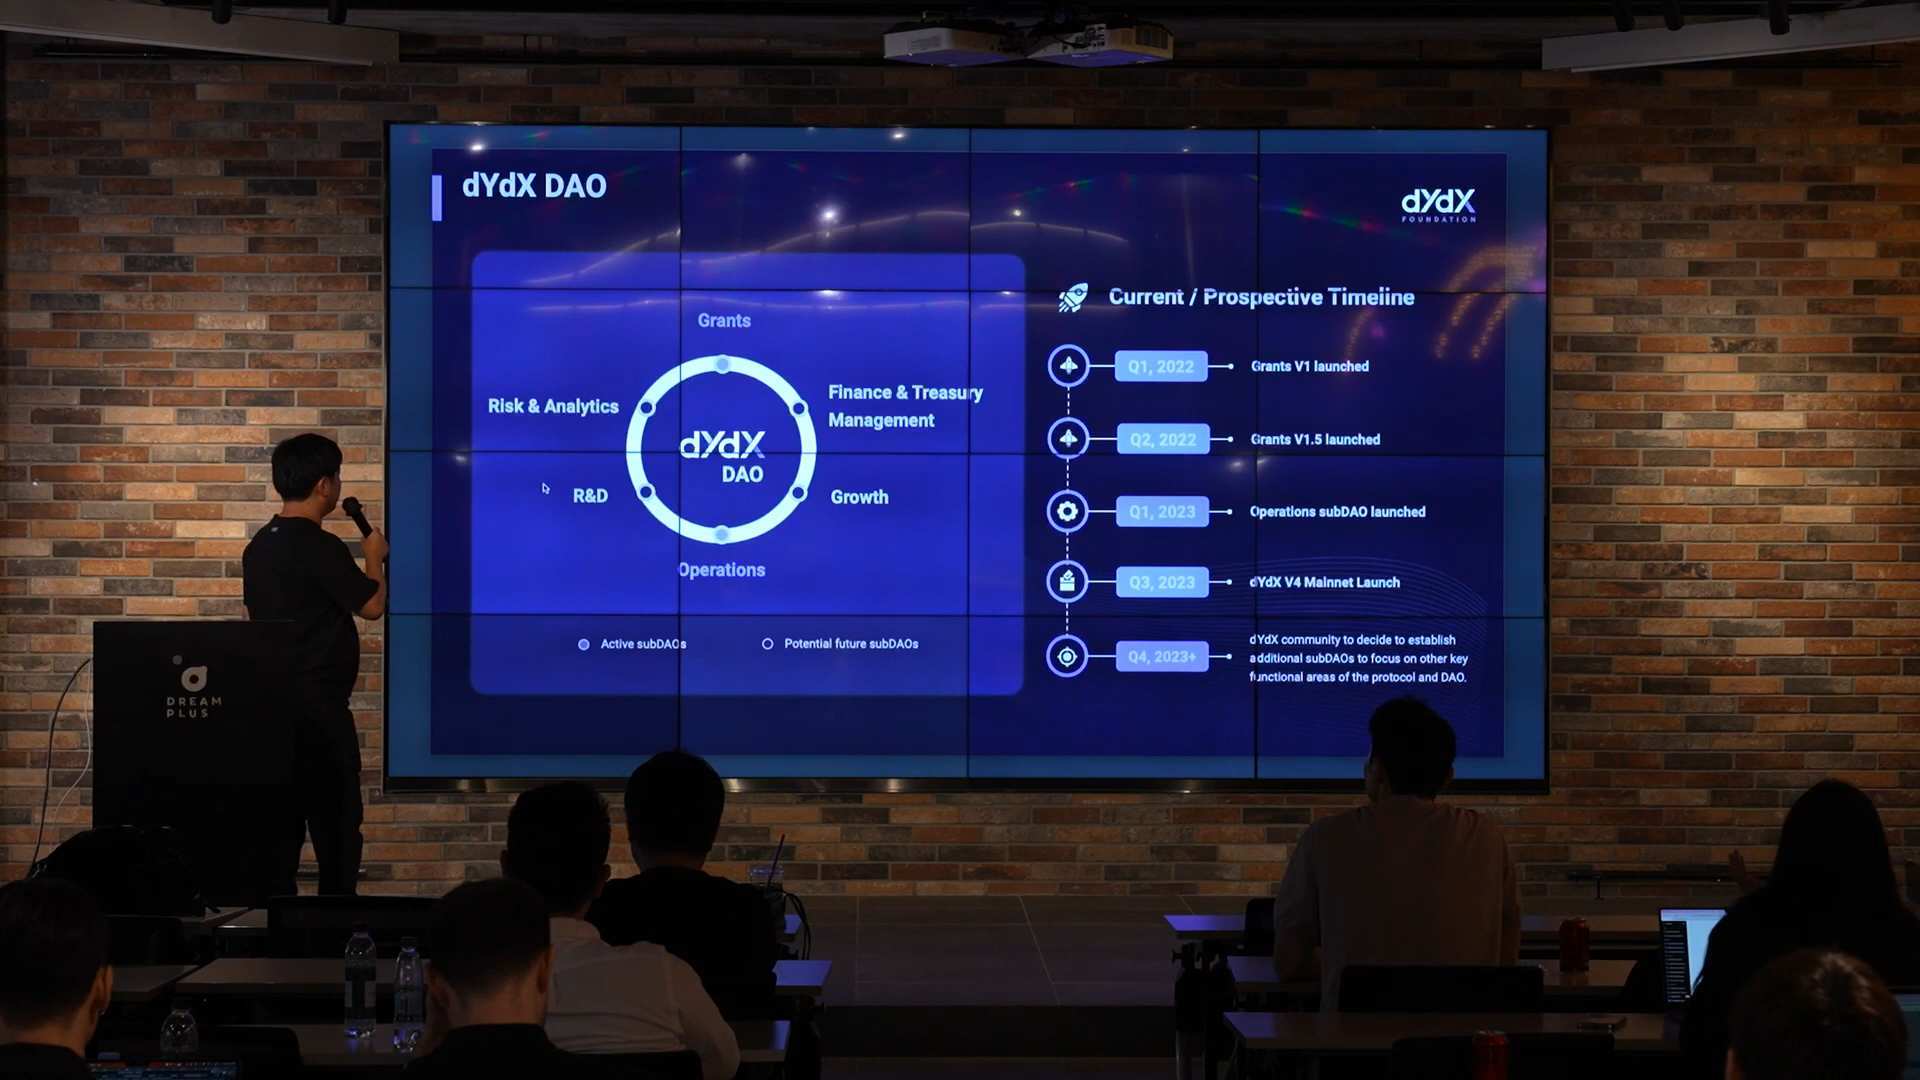 dYdX DAO
dYdX
FOUNDATION
Grants
Risk & Analytics
Finance & Treasury
Management
dYdX
DAO
R&D
Growth
Operations
Active subDAOs
Potential future subDAOs
Current / Prospective Timeline
Q1, 2022
Grants V1 launched
Q2, 2022
Grants V1.5 launched
Q1, 2023
Operations subDAO launched
Q3, 2023
dYdX V4 Mainnet Launch
Q4, 2023+
dYdX community to decide to establish
additional subDAOs to focus on other key
functional areas of the protocol and DAO.
DREAM
PLUS